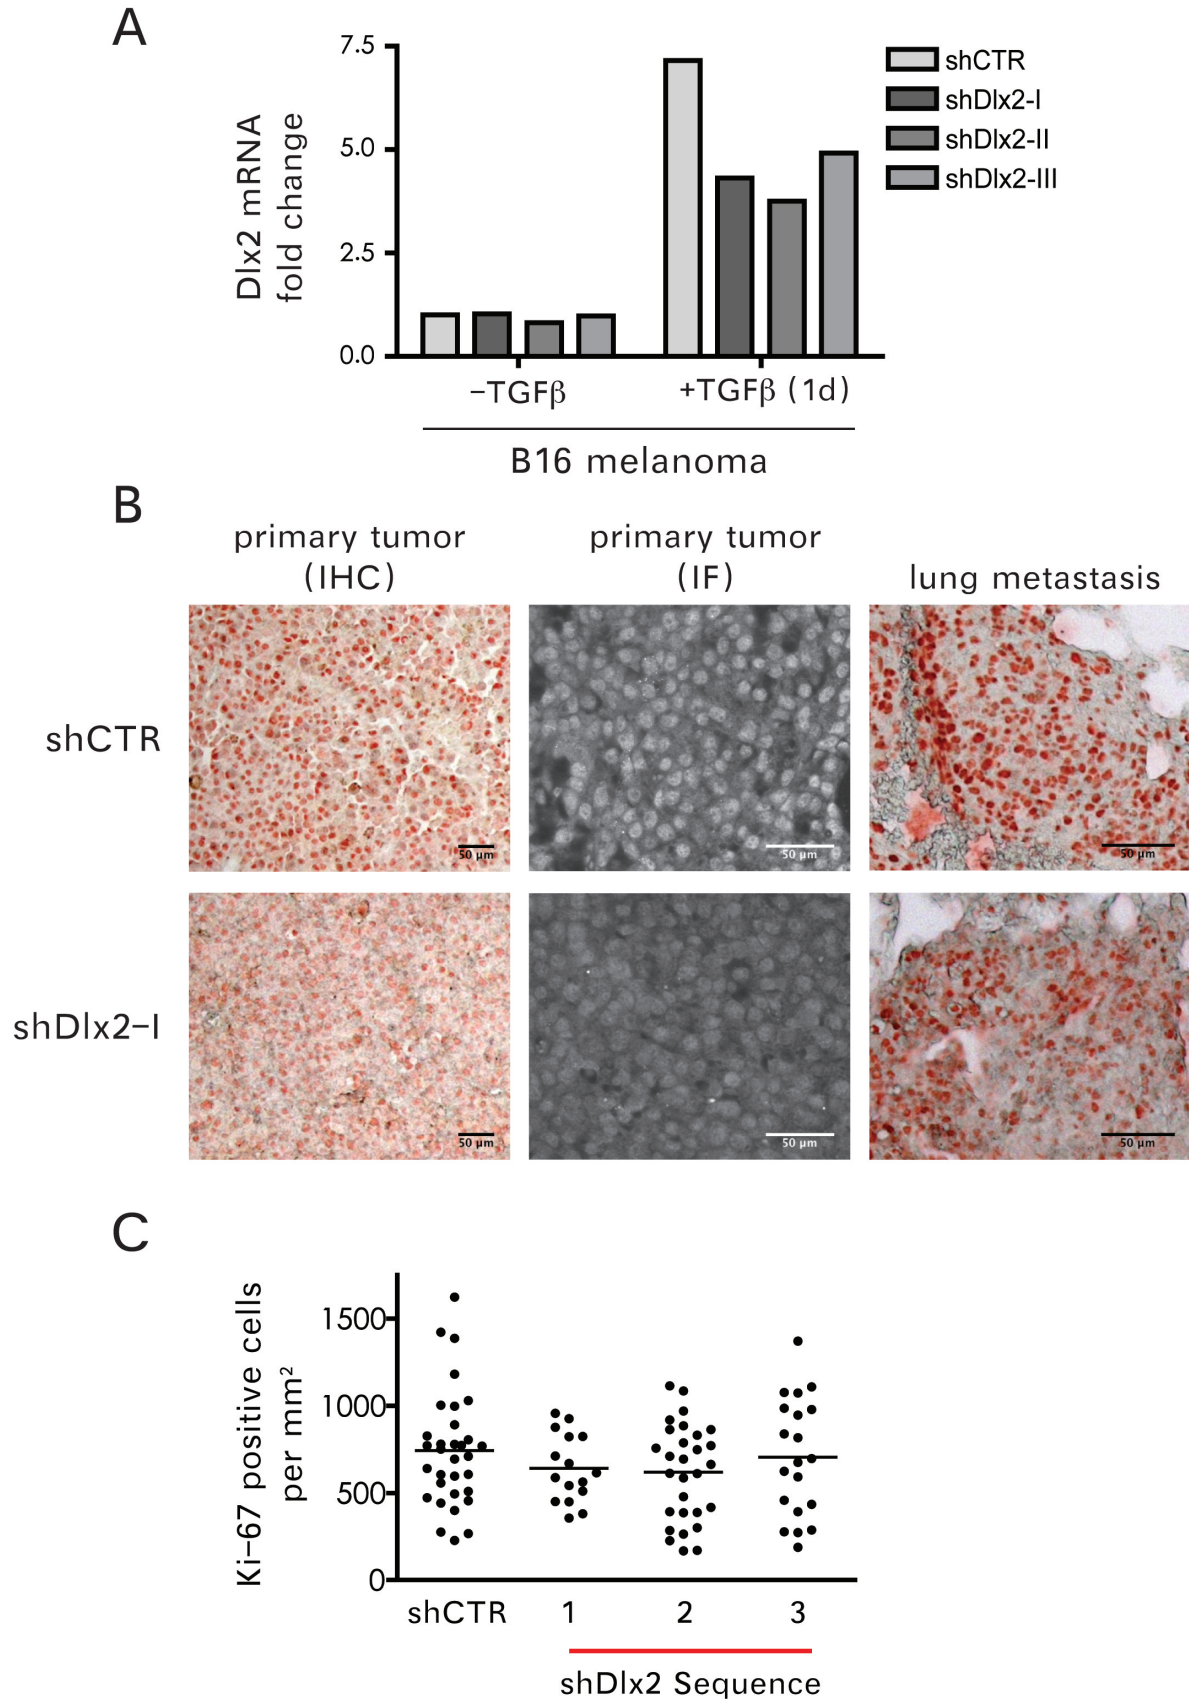 A
Dlx2 mRNA
fold change
7.5
5.0
2.5
0.0
shCTR
shDlx2-I
shDlx2-II
shDlx2-III
−TGFβ
+TGFβ (1d)
B16 melanoma
B
primary tumor
(IHC)
primary tumor
(IF)
lung metastasis
shCTR
50 µm
50 µm
50 µm
shDlx2−I
50 µm
50 µm
50 µm
C
Ki−67 positive cells
per mm²
1500
1000
500
0
shCTR
1
2
3
shDlx2 Sequence